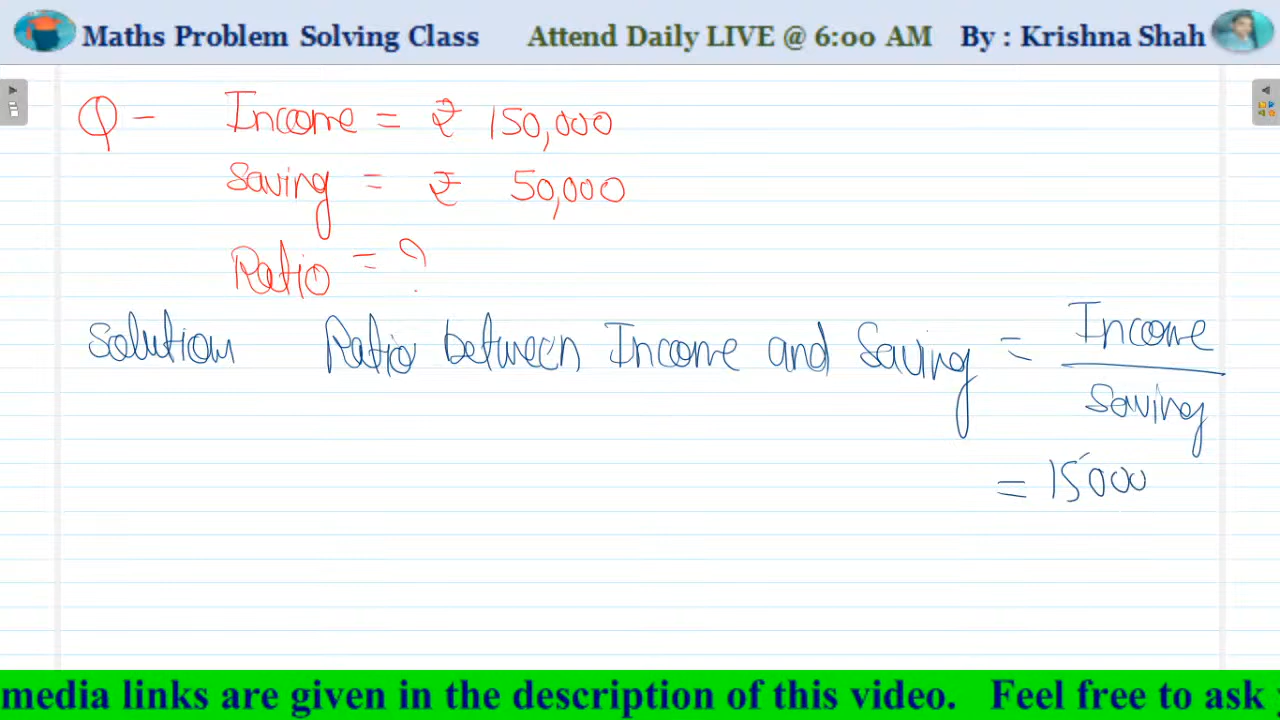 Maths Problem Solving Class Attend Daily LIVE @ 6:00 AM By : Krishna Shah
Q - Income = ₹ 150,000
Saving = ₹ 50,000
Ratio = ?
Solution Ratio between Income and Saving = Income
Saving
= 15000
media links are given in the description of this video. Feel free to ask